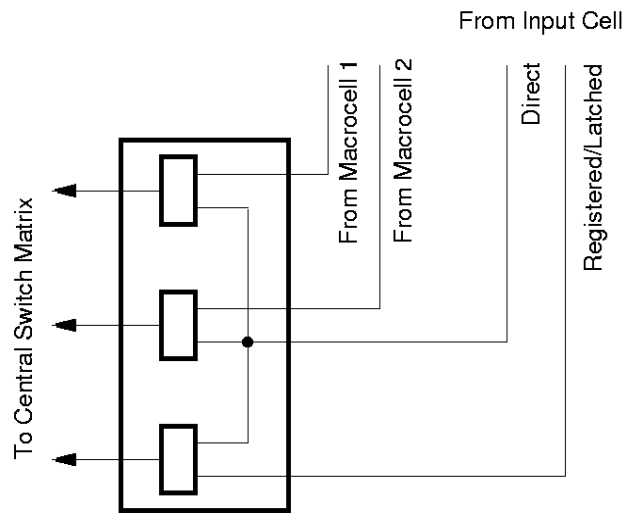 From Input Cell
From Macrocell 1
From Macrocell 2
Direct
Registered/Latched
To Central Switch Matrix